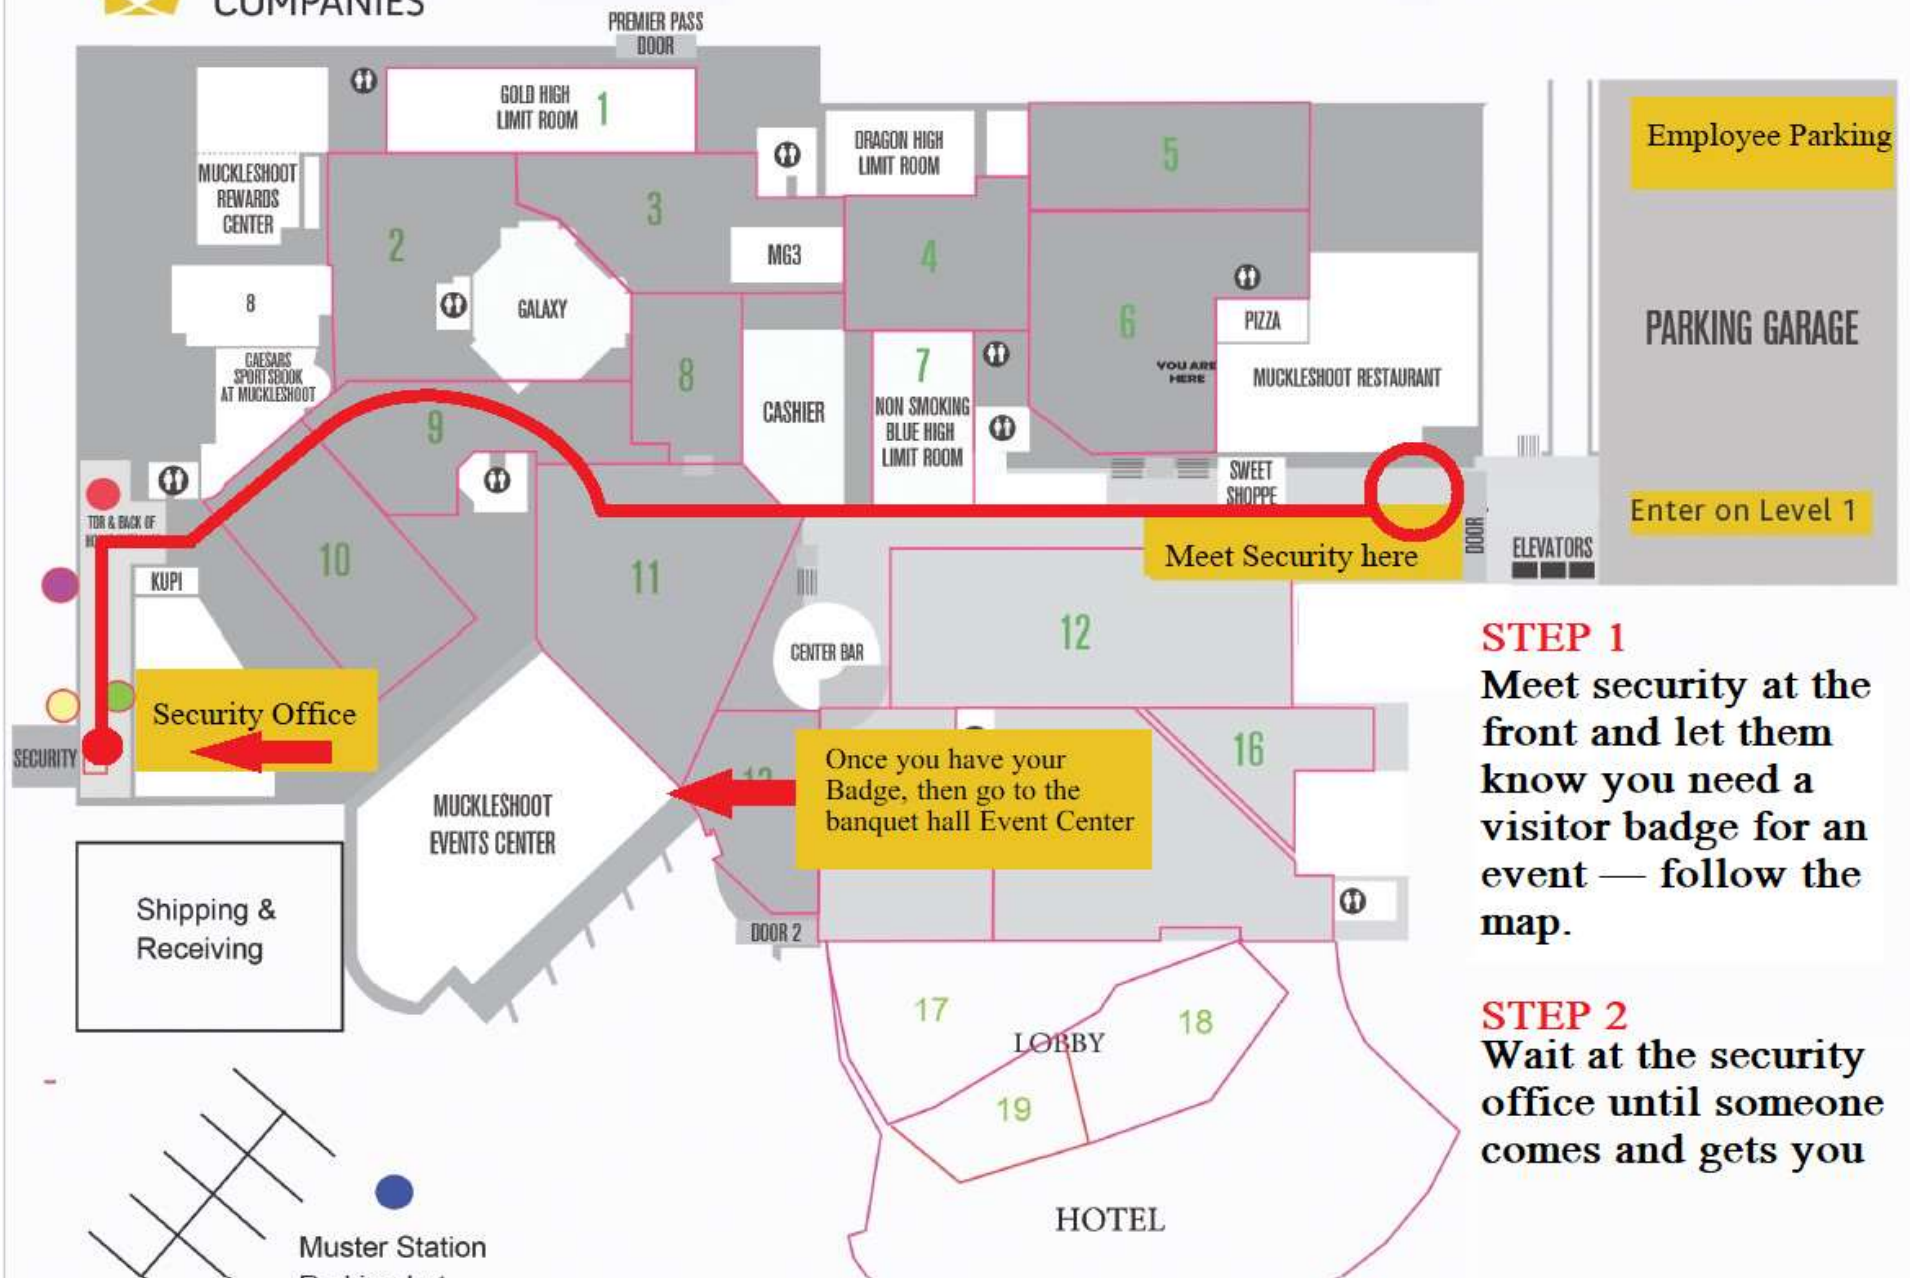 COMPANIES
PREMIER PASS
DOOR
GOLD HIGH
LIMIT ROOM
1
DRAGON HIGH
LIMIT ROOM
5
Employee Parking
MUCKLESHOOT
REWARDS
CENTER
2
3
MG3
4
8
GALAXY
6
PIZZA
PARKING GARAGE
CAESARS
SPORTSBOOK
AT MUCKLESHOOT
8
CASHIER
7
NON SMOKING
BLUE HIGH
LIMIT ROOM
YOU ARE
HERE
MUCKLESHOOT RESTAURANT
9
SWEET
SHOPPE
TDR & BACK OF
KUPI
10
11
Meet Security here
DOOR
ELEVATORS
Enter on Level 1
12
CENTER BAR
Security Office
SECURITY
MUCKLESHOOT
EVENTS CENTER
Once you have your
Badge, then go to the
banquet hall Event Center
16
STEP 1
Meet security at the
front and let them
know you need a
visitor badge for an
event — follow the
map.
Shipping &
Receiving
DOOR 2
17
LOBBY
18
19
STEP 2
Wait at the security
office until someone
comes and gets you
HOTEL
Muster Station